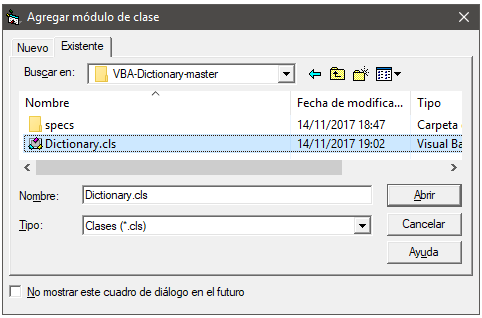 Agregar módulo de clase
Nuevo Existente
Buscar en: VBA-Dictionary-master
Nombre Fecha de modifica... Tipo
specs 14/11/2017 18:47 Carpeta
Dictionary.cls 14/11/2017 19:02 Visual Ba
Nombre: Dictionary.cls Abrir
Tipo: Clases (*.cls) Cancelar
Ayuda
No mostrar este cuadro de diálogo en el futuro